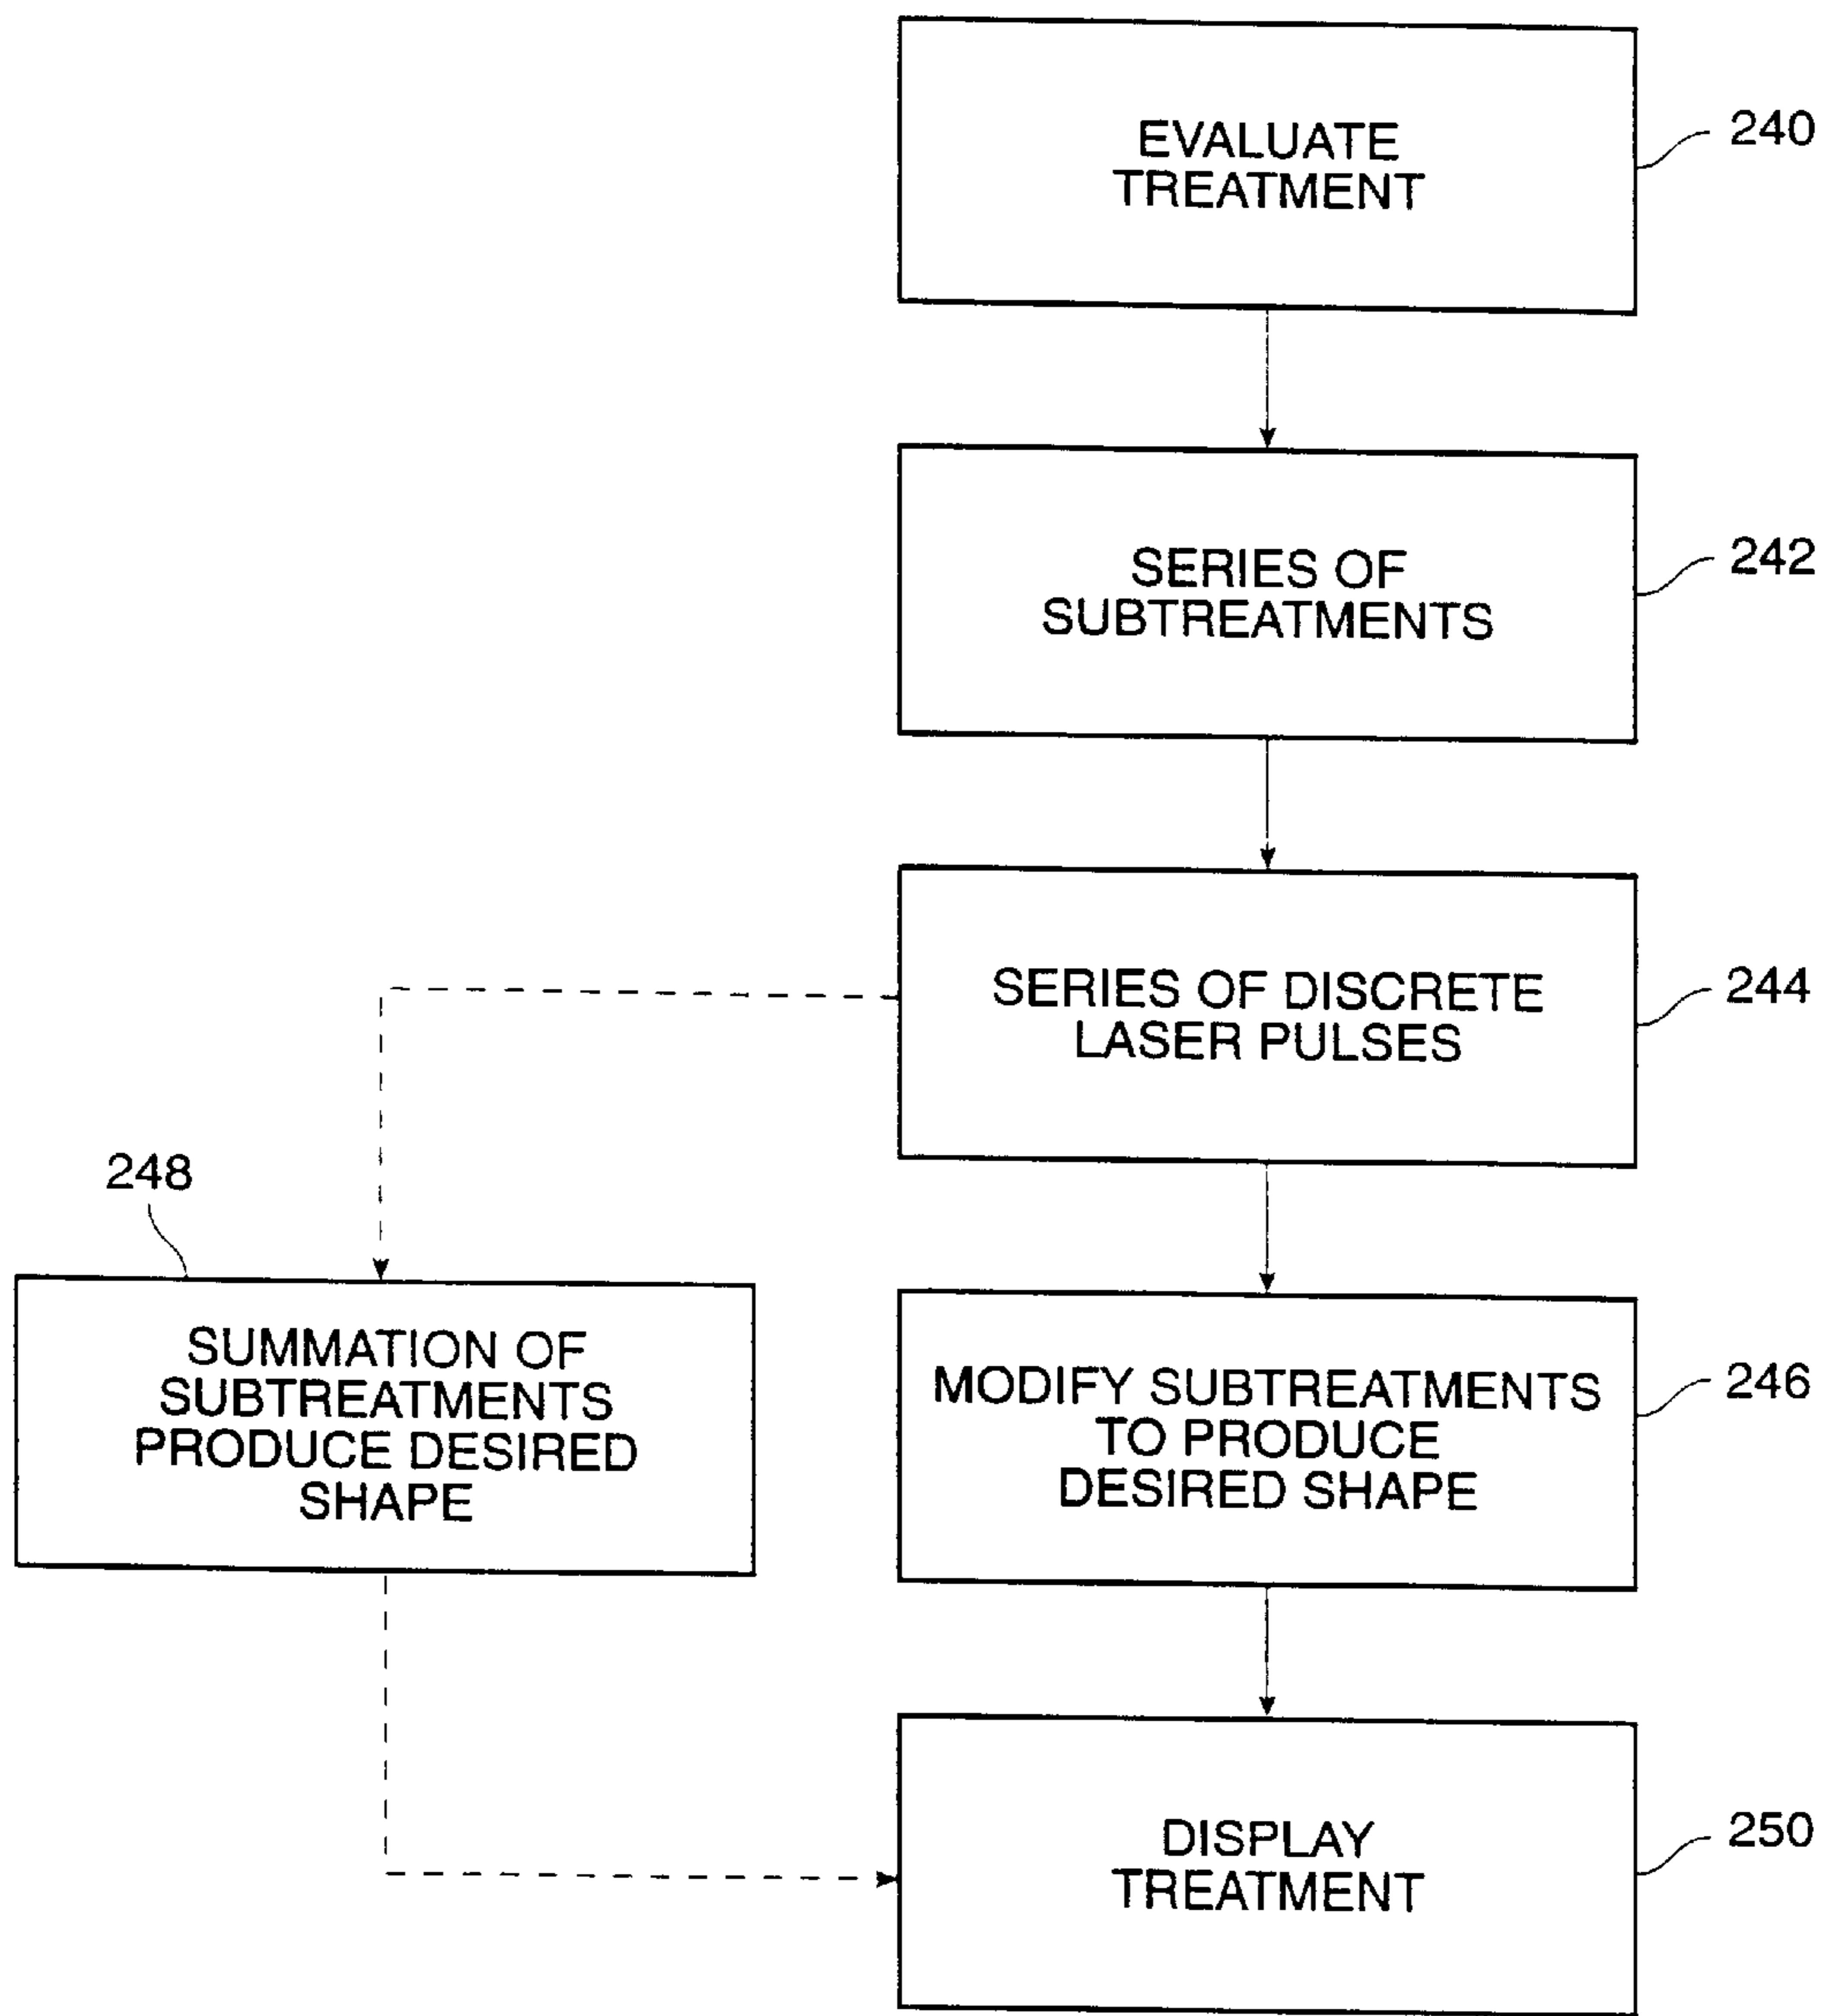 EVALUATE
TREATMENT
240
SERIES OF
SUBTREATMENTS
242
SERIES OF DISCRETE
LASER PULSES
244
248
SUMMATION OF
SUBTREATMENTS
PRODUCE DESIRED
SHAPE
MODIFY SUBTREATMENTS
TO PRODUCE
DESIRED SHAPE
246
DISPLAY
TREATMENT
250